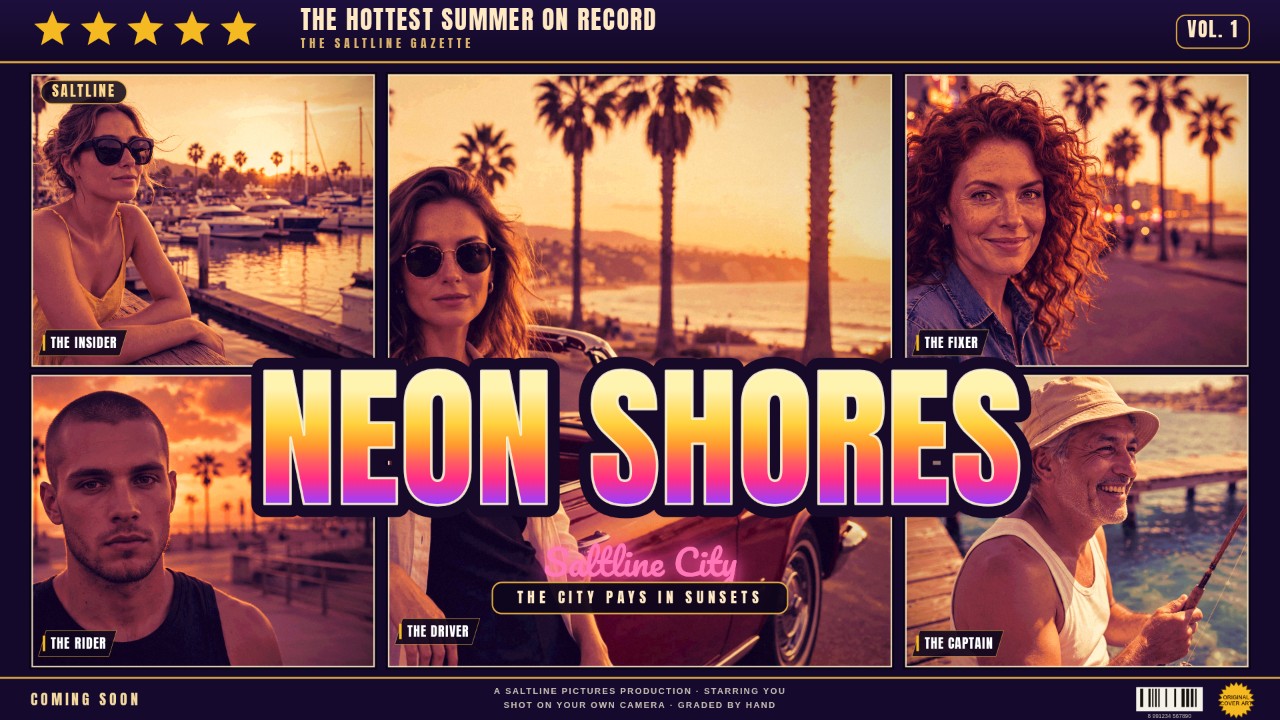 THE HOTTEST SUMMER ON RECORD
THE SALTLINE GAZETTE
VOL. 1
SALTLINE
THE INSIDER
THE FIXER
NEON SHORES
Saltline City
THE CITY PAYS IN SUNSETS
THE RIDER
THE DRIVER
THE CAPTAIN
COMING SOON
A SALTLINE PICTURES PRODUCTION · STARRING YOU
SHOT ON YOUR OWN CAMERA · GRADED BY HAND
ORIGINAL
COVER ART